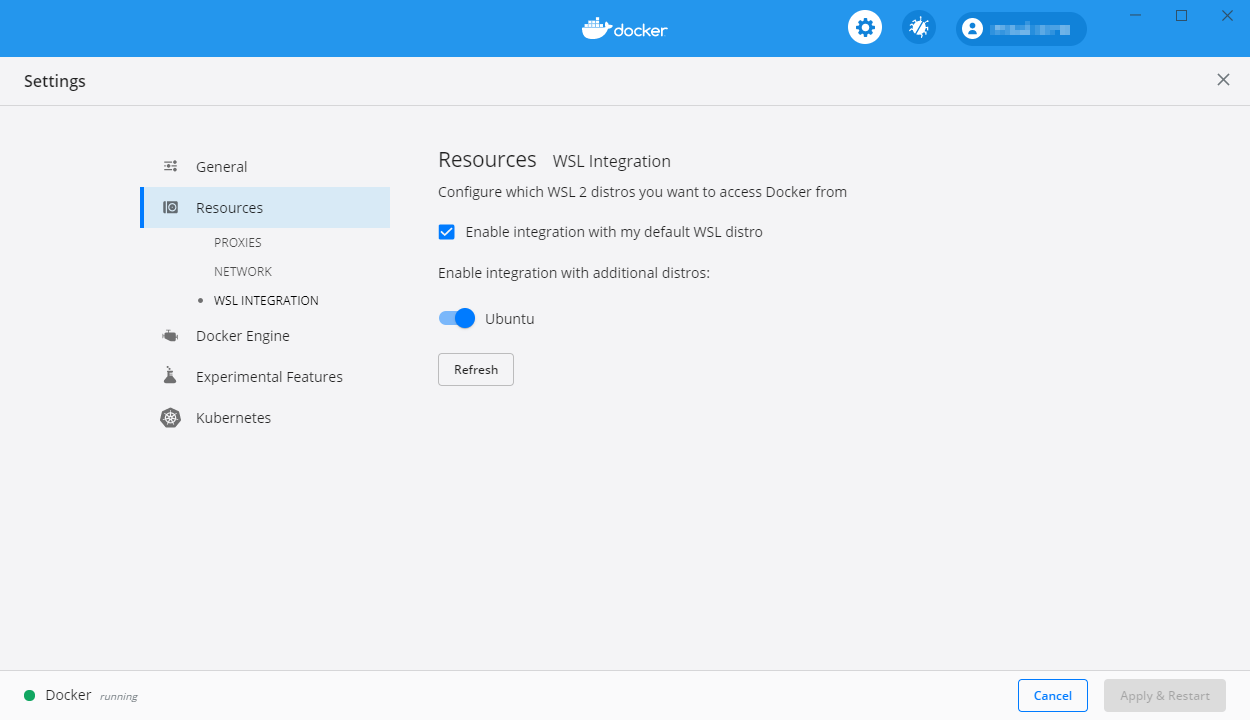 docker
Settings
General
Resources
PROXIES
NETWORK
WSL INTEGRATION
Docker Engine
Experimental Features
Kubernetes
Resources WSL Integration
Configure which WSL 2 distros you want to access Docker from
Enable integration with my default WSL distro
Enable integration with additional distros:
Ubuntu
Refresh
Docker running
Cancel
Apply & Restart